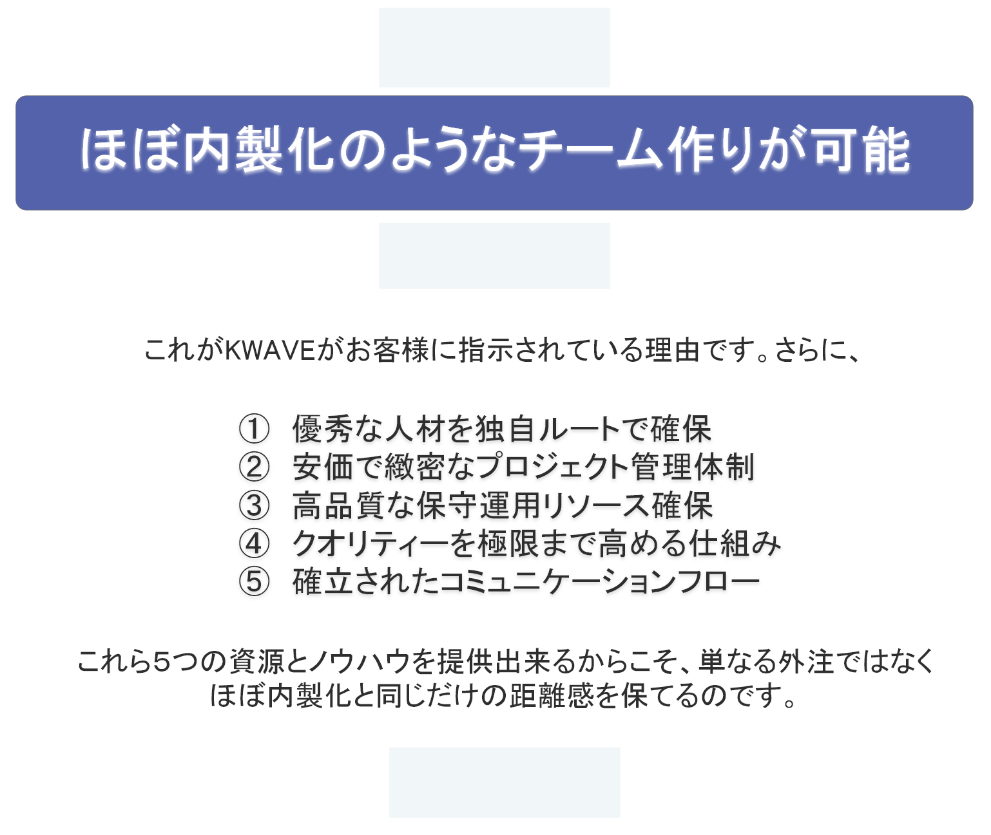 ほぼ内製化のようなチーム作りが可能
これがKWAVEがお客様に指示されている理由です。さらに、
① 優秀な人材を独自ルートで確保
② 安価で緻密なプロジェクト管理体制
③ 高品質な保守運用リソース確保
④ クオリティーを極限まで高める仕組み
⑤ 確立されたコミュニケーションフロー
これら５つの資源とノウハウを提供出来るからこそ、単なる外注ではなく
ほぼ内製化と同じだけの距離感を保てるのです。